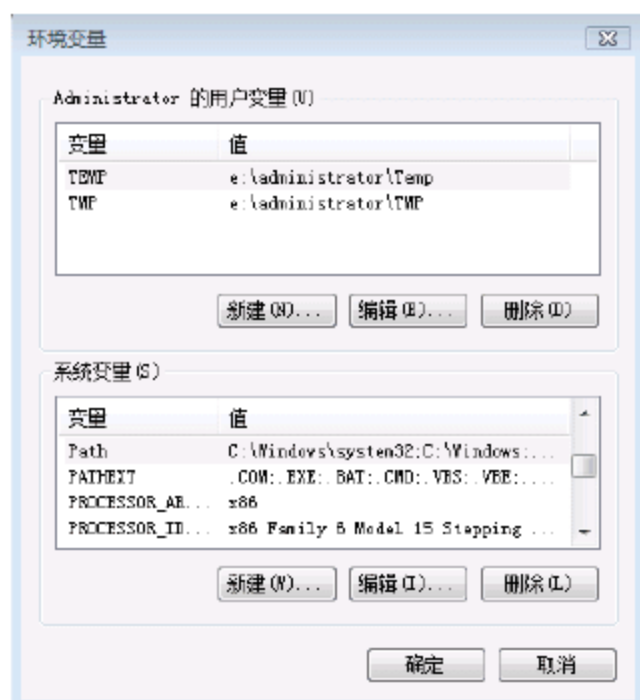 环境变量
Administrator 的用户变量(U)
变量 值
TEMP e:\administrator\Temp
TMP e:\administrator\TMP
新建(N)... 编辑(E)... 删除(D)
系统变量(S)
变量 值
Path C:\Windows\system32;C:\Windows;...
PATHEXT .COM;.EXE;.BAT;.CMD;.VBS;.VBE;....
PROCESSOR_AR... x86
PROCESSOR_ID... x86 Family 6 Model 15 Stepping ...
新建(W)... 编辑(I)... 删除(L)
确定 取消